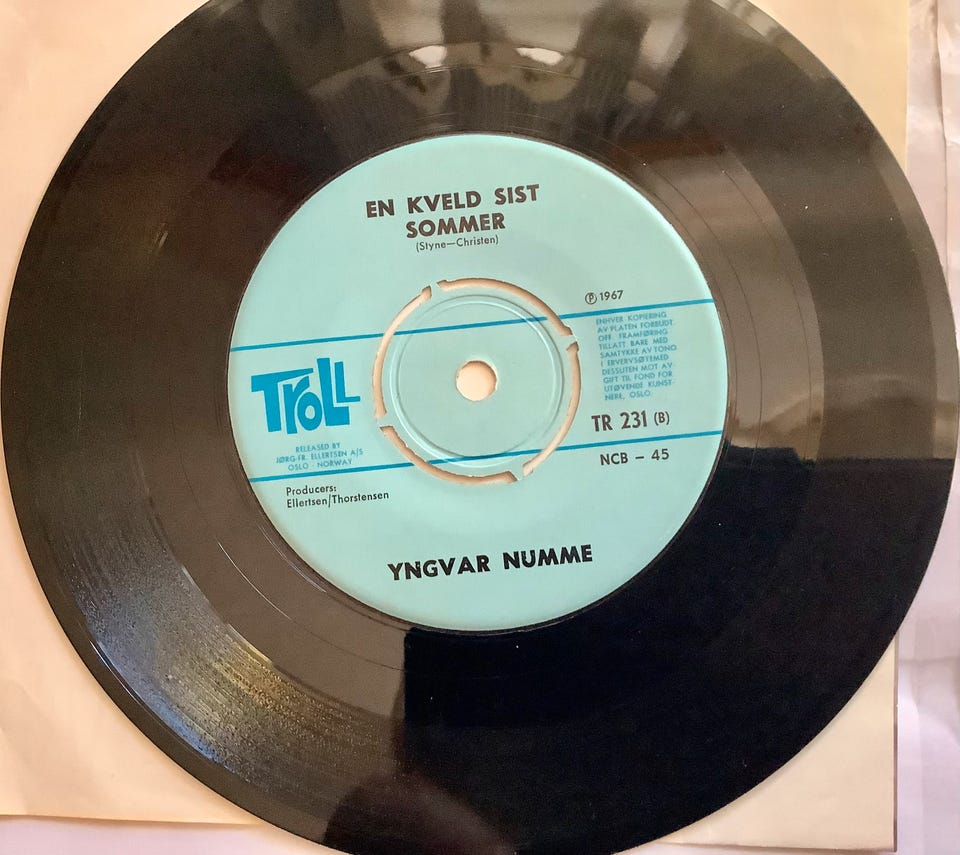 EN KVELD SIST
SOMMER
(Styne—Christen)
Ⓟ 1967
ENHVER KOPIERING
AV PLATEN FORBUDT.
OFF. FRAMFØRING
TILLATT BARE MED
SAMTYKKE AV TONO.
I ERVERVSØYEMED
DESSUTEN MOT AV-
GIFT TIL FOND FOR
UTØVENDE KUNST-
NERE, OSLO.
TROLL
RELEASED BY
JØRG-FR. ELLERTSEN A/S
OSLO - NORWAY
TR 231 (B)
NCB - 45
Producers:
Ellertsen/Thorstensen
YNGVAR NUMME